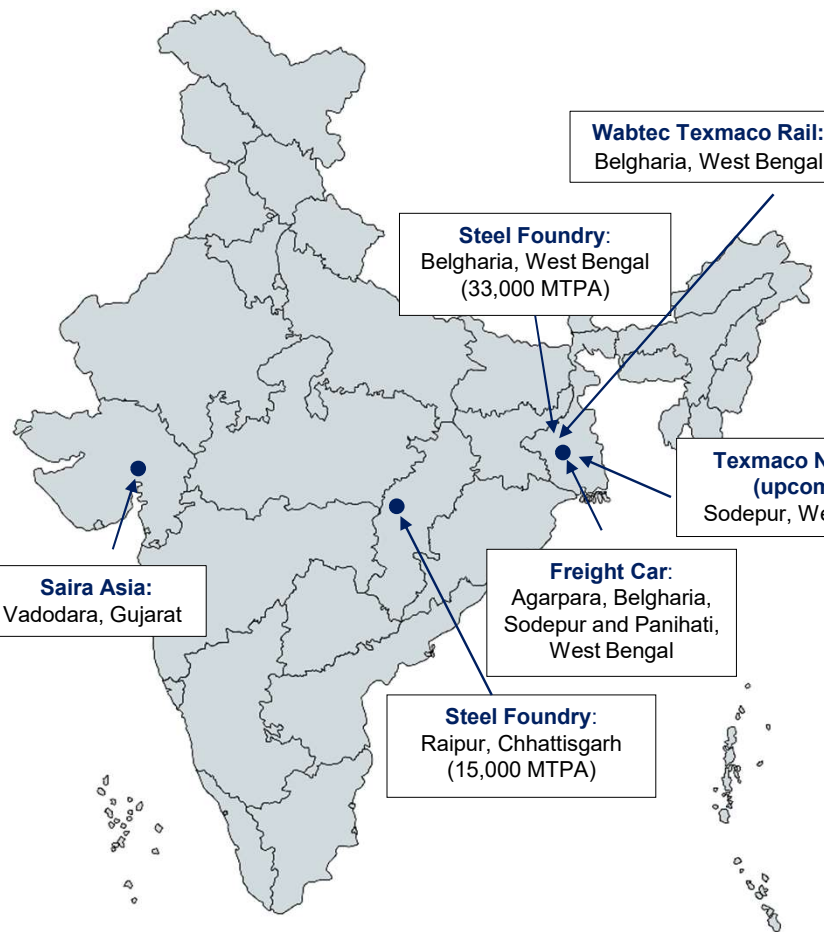 Wabtec Texmaco Rail:
Belgharia, West Bengal
Steel Foundry:
Belgharia, West Bengal
(33,000 MTPA)
Texmaco
(upcom
Sodepur,
Saira Asia:
Vadodara, Gujarat
Freight Car:
Agarpara, Belgharia,
Sodepur and Panihati,
West Bengal
Steel Foundry:
Raipur, Chhattisgarh
(15,000 MTPA)